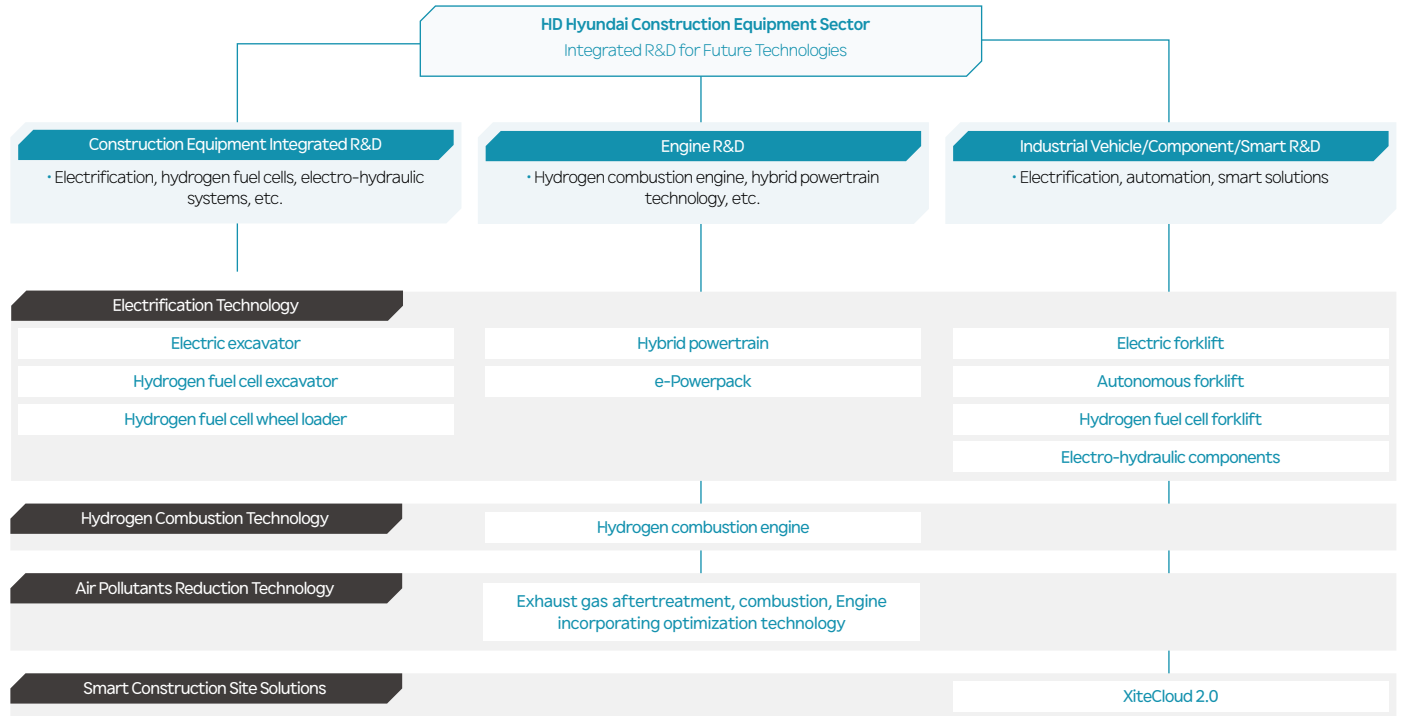 HD Hyundai Construction Equipment Sector
Integrated R&D for Future Technologies
Construction Equipment Integrated R&D
• Electrification, hydrogen fuel cells, electro-hydraulic
systems, etc.
Engine R&D
• Hydrogen combustion engine, hybrid powertrain
technology, etc.
Industrial Vehicle/Component/Smart R&D
• Electrification, automation, smart solutions
Electrification Technology
Electric excavator
Hydrogen fuel cell excavator
Hydrogen fuel cell wheel loader
Hybrid powertrain
e-Powerpack
Electric forklift
Autonomous forklift
Hydrogen fuel cell forklift
Electro-hydraulic components
Hydrogen Combustion Technology
Hydrogen combustion engine
Air Pollutants Reduction Technology
Exhaust gas aftertreatment, combustion, Engine
incorporating optimization technology
Smart Construction Site Solutions
XiteCloud 2.0